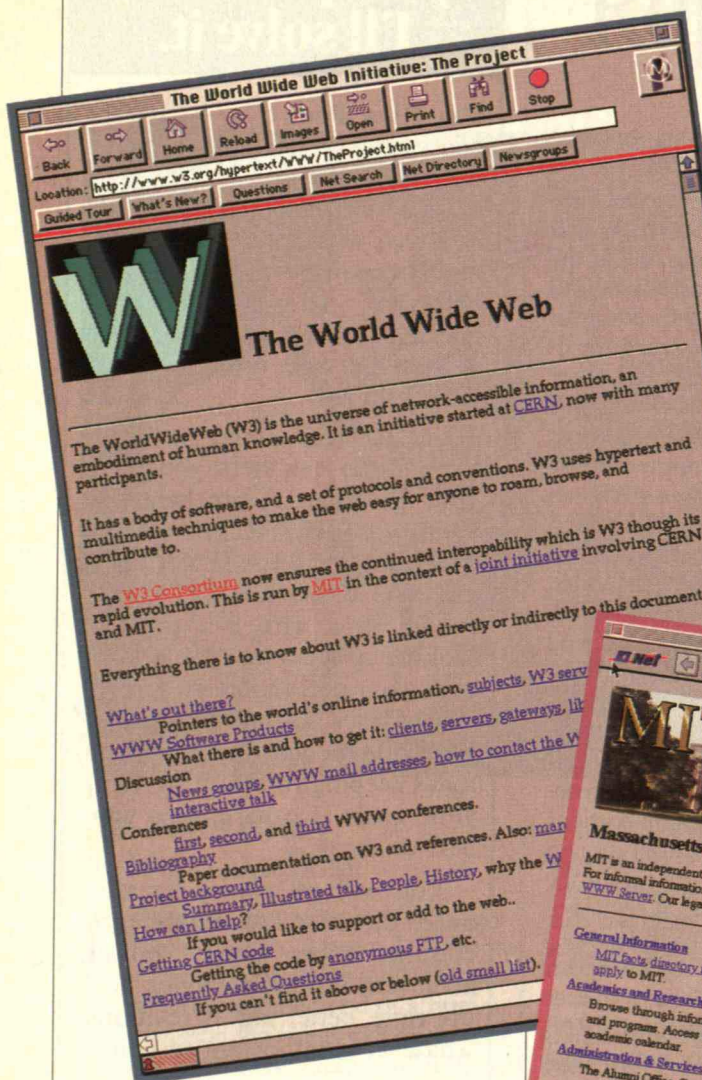 The World Wide Web Initiative: The Project
Back Forward Home Reload Images Open Print Find Stop
Location: http://www.w3.org/hypertext/WWW/TheProject.html
Guided Tour What's New? Questions Net Search Net Directory Newsgroups
W
The World Wide Web
The WorldWideWeb (W3) is the universe of network-accessible information, an
embodiment of human knowledge. It is an initiative started at CERN, now with many
participants.
It has a body of software, and a set of protocols and conventions. W3 uses hypertext and
multimedia techniques to make the web easy for anyone to roam, browse, and
contribute to.
The W3 Consortium now ensures the continued interopability which is W3 though its
rapid evolution. This is run by MIT in the context of a joint initiative involving CERN
and MIT.
Everything there is to know about W3 is linked directly or indirectly to this document
What's out there?
Pointers to the world's online information, subjects, W3 serv
WWW Software Products
What there is and how to get it: clients, servers, gateways, lib
Discussion
News groups, WWW mail addresses, how to contact the W
interactive talk
Conferences
first, second, and third WWW conferences.
Bibliography
Paper documentation on W3 and references. Also: man
Project background
Summary, Illustrated talk, People, History, why the W
How can I help?
If you would like to support or add to the web..
Getting CERN code
Getting the code by anonymous FTP, etc.
Frequently Asked Questions
If you can't find it above or below (old small list).
Net
MIT
Massachusetts
MIT is an independent
For informal information
WWW Server. Our lega
General Information
MIT facts, directory
apply to MIT.
Academics and Research
Browse through infor
and programs. Access
academic calendar.
Administration & Services
The Alumni